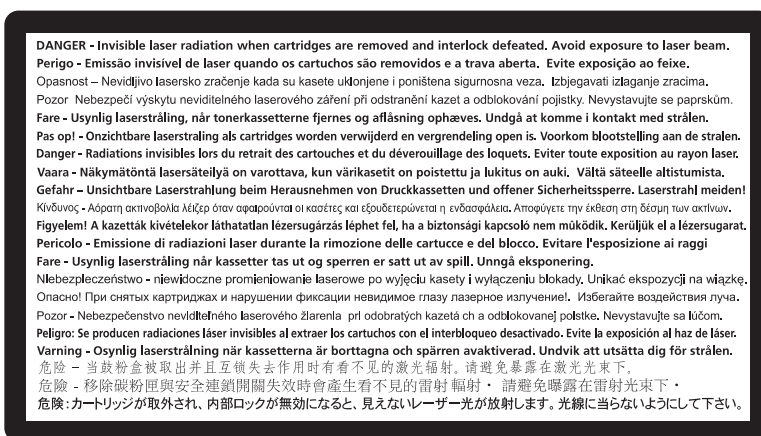 DANGER - Invisible laser radiation when cartridges are removed and interlock defeated. Avoid exposure to laser beam.
Perigo - Emissão invisível de laser quando os cartuchos são removidos e a trava aberta. Evite exposição ao feixe.
Opasnost – Nevidjivo lasersko zračenje kada su kasete uklonjene i poništena sigurnosna veza. Izbjegavati izlaganje zracima.
Pozor Nebezpečí výskytu neviditelného laserového záření při odstranění kazet a odblokování pojistky. Nevystavujte se paprskům.
Fare - Usynlig laserstråling, når tonerkassetterne fjernes og aflåsning ophæves. Undgå at komme i kontakt med strålen.
Pas op! - Onzichtbare laserstraling als cartridges worden verwijderd en vergrendeling open is. Voorkom blootstelling aan de stralen.
Danger - Radiations invisibles lors du retrait des cartouches et du déverouillage des loquets. Eviter toute exposition au rayon laser.
Vaara - Näkymätöntä lasersäteilyä on varottava, kun värikasetit on poistettu ja lukitus on auki. Vältä säteelle altistumista.
Gefahr – Unsichtbare Laserstrahlung beim Herausnehmen von Druckkassetten und offener Sicherheitssperre. Laserstrahl meiden!
Κίνδυνος - Αόρατη ακτινοβολία λέιζερ όταν αφαιρούνται οι κασέτες και εξουδετερώνεται η ενδασφάλεια. Αποφύγετε την έκθεση στη δέσμη των ακτίνων.
Figyelem! A kazetták kivételekor láthatatlan lézersugárzás léphet fel, ha a biztonsági kapcsoló nem mûködik. Kerüljük el a lézersugarat.
Pericolo - Emissione di radiazioni laser durante la rimozione delle cartucce e del blocco. Evitare l'esposizione ai raggi
Fare - Usynlig laserstråling når kassetter tas ut og sperren er satt ut av spill. Unngå eksponering.
NIebezpIeczeństwo - niewidoczne promieniowanie laserowe po wyjęciu kasety i wyłączeniu blokady. Unikać ekspozycji na wiązkę.
Опасно! При снятых картриджах и нарушении фиксации невидимое глазу лазерное излучение!. Избегайте воздействия луча.
Pozor - Nebezpečenstvo nevIdIteľného laserového žIarenIa prI odobratých kazetá ch a odblokovanej poIstke. Nevystavujte sa lúčom.
Peligro: Se producen radiaciones láser invisibles al extraer los cartuchos con el interbloqueo desactivado. Evite la exposición al haz de láser.
Varning - Osynlig laserstrålning när kassetterna är borttagna och spärren avaktiverad. Undvik att utsätta dig för strålen.
危险 – 当鼓粉盒被取出并且互锁失去作用时有看不见的激光辐射。请避免暴露在激光光束下。
危險 - 移除碳粉匣與安全連鎖開關失效時會產生看不見的雷射 輻射・ 請避免曝露在雷射光束下・
危険：カートリッジが取外され、内部ロックが無効になると、見えないレーザー光が放射します。光線に当らないようにして下さい。